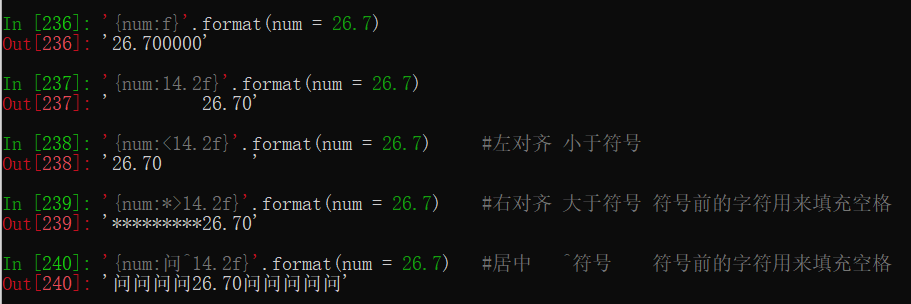 In [236]: '{num:f}'.format(num = 26.7)
Out[236]: '26.700000'
In [237]: '{num:14.2f}'.format(num = 26.7)
Out[237]: '         26.70'
In [238]: '{num:<14.2f}'.format(num = 26.7)     #左对齐 小于符号
Out[238]: '26.70         '
In [239]: '{num:*>14.2f}'.format(num = 26.7)    #右对齐 大于符号 符号前的字符用来填充空格
Out[239]: '*********26.70'
In [240]: '{num:问^14.2f}'.format(num = 26.7)   #居中   ^符号    符号前的字符用来填充空格
Out[240]: '问问问问26.70问问问问问'